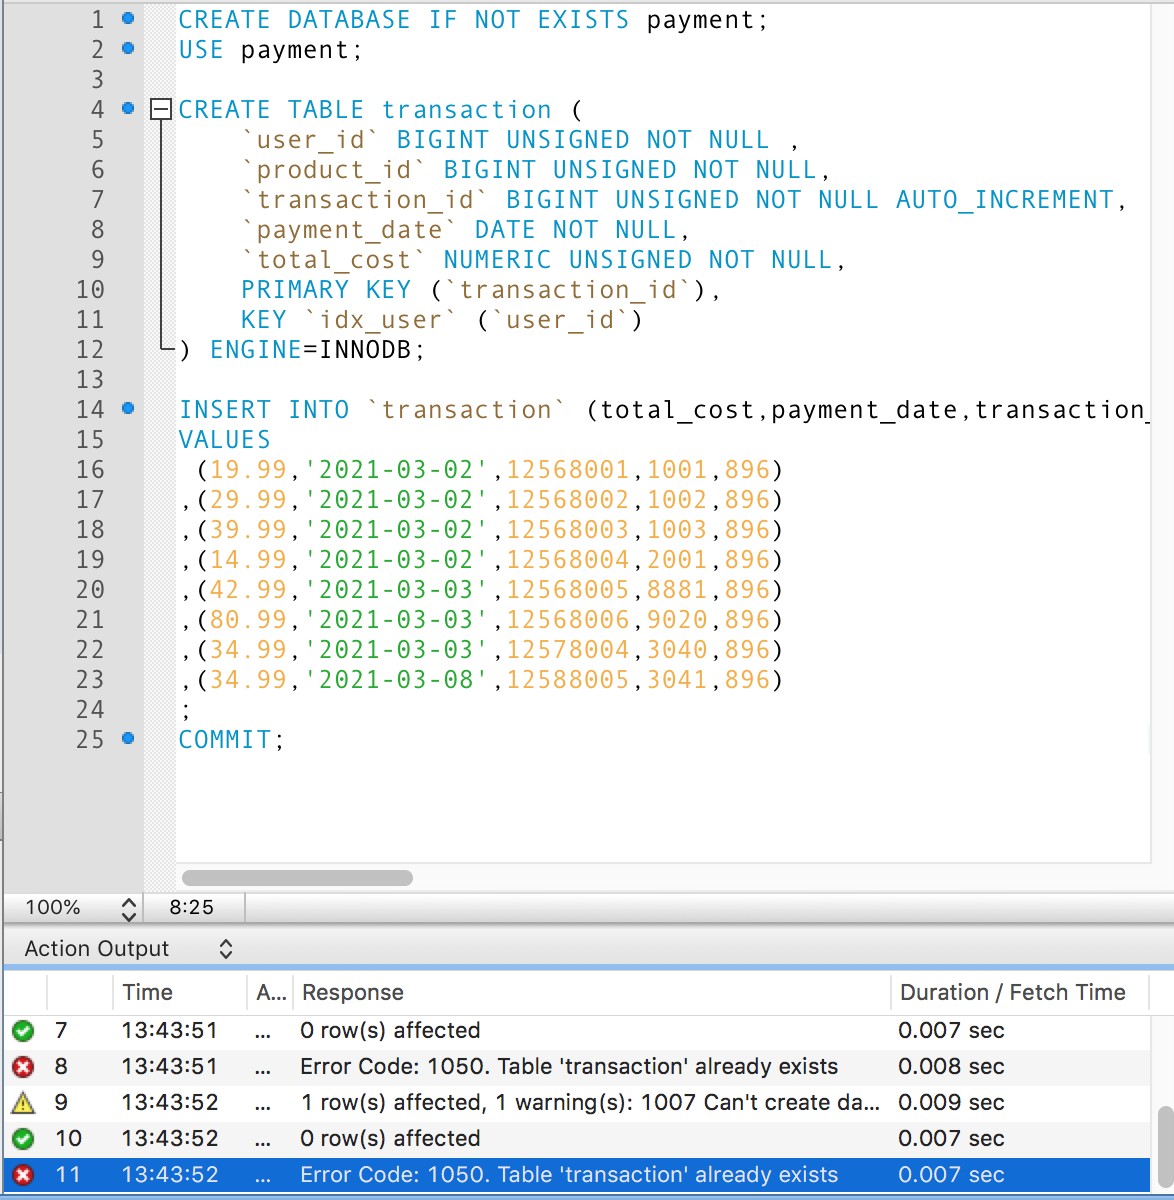 1 CREATE DATABASE IF NOT EXISTS payment;
2 USE payment;
3
4 CREATE TABLE transaction (
5 `user_id` BIGINT UNSIGNED NOT NULL ,
6 `product_id` BIGINT UNSIGNED NOT NULL,
7 `transaction_id` BIGINT UNSIGNED NOT NULL AUTO_INCREMENT,
8 `payment_date` DATE NOT NULL,
9 `total_cost` NUMERIC UNSIGNED NOT NULL,
10 PRIMARY KEY (`transaction_id`),
11 KEY `idx_user` (`user_id`)
12 ) ENGINE=INNODB;
13
14 INSERT INTO `transaction` (total_cost,payment_date,transaction_
15 VALUES
16 (19.99,'2021-03-02',12568001,1001,896)
17 ,(29.99,'2021-03-02',12568002,1002,896)
18 ,(39.99,'2021-03-02',12568003,1003,896)
19 ,(14.99,'2021-03-02',12568004,2001,896)
20 ,(42.99,'2021-03-03',12568005,8881,896)
21 ,(80.99,'2021-03-03',12568006,9020,896)
22 ,(34.99,'2021-03-03',12578004,3040,896)
23 ,(34.99,'2021-03-08',12588005,3041,896)
24 ;
25 COMMIT;
100% 8:25
Action Output
Time A... Response Duration / Fetch Time
7 13:43:51 ... 0 row(s) affected 0.007 sec
8 13:43:51 ... Error Code: 1050. Table 'transaction' already exists 0.008 sec
9 13:43:52 ... 1 row(s) affected, 1 warning(s): 1007 Can't create da... 0.009 sec
10 13:43:52 ... 0 row(s) affected 0.007 sec
11 13:43:52 ... Error Code: 1050. Table 'transaction' already exists 0.007 sec